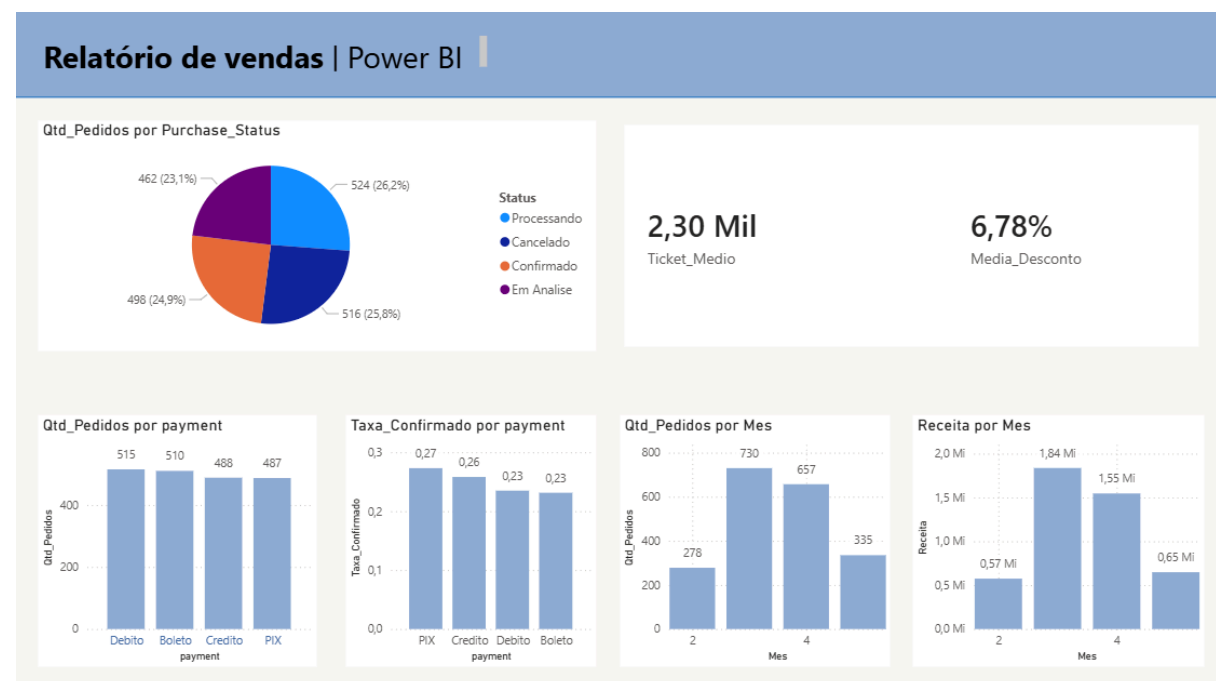 Relatório de vendas | Power BI
Qtd_Pedidos por Purchase_Status
462 (23,1%)
524 (26,2%)
498 (24,9%)
516 (25,8%)
Status
Processando
Cancelado
Confirmado
Em Analise
2,30 Mil
Ticket_Medio
6,78%
Media_Desconto
Qtd_Pedidos por payment
515
510
488
487
400
200
0
Qtd_Pedidos
Debito
Boleto
Credito
PIX
payment
Taxa_Confirmado por payment
0,3
0,2
0,1
0,0
Taxa_Confirmado
0,27
0,26
0,23
0,23
PIX
Credito
Debito
Boleto
payment
Qtd_Pedidos por Mes
800
600
400
200
0
Qtd_Pedidos
278
730
657
335
2
4
Mes
Receita por Mes
2,0 Mi
1,5 Mi
1,0 Mi
0,5 Mi
0,0 Mi
Receita
0,57 Mi
1,84 Mi
1,55 Mi
0,65 Mi
2
4
Mes